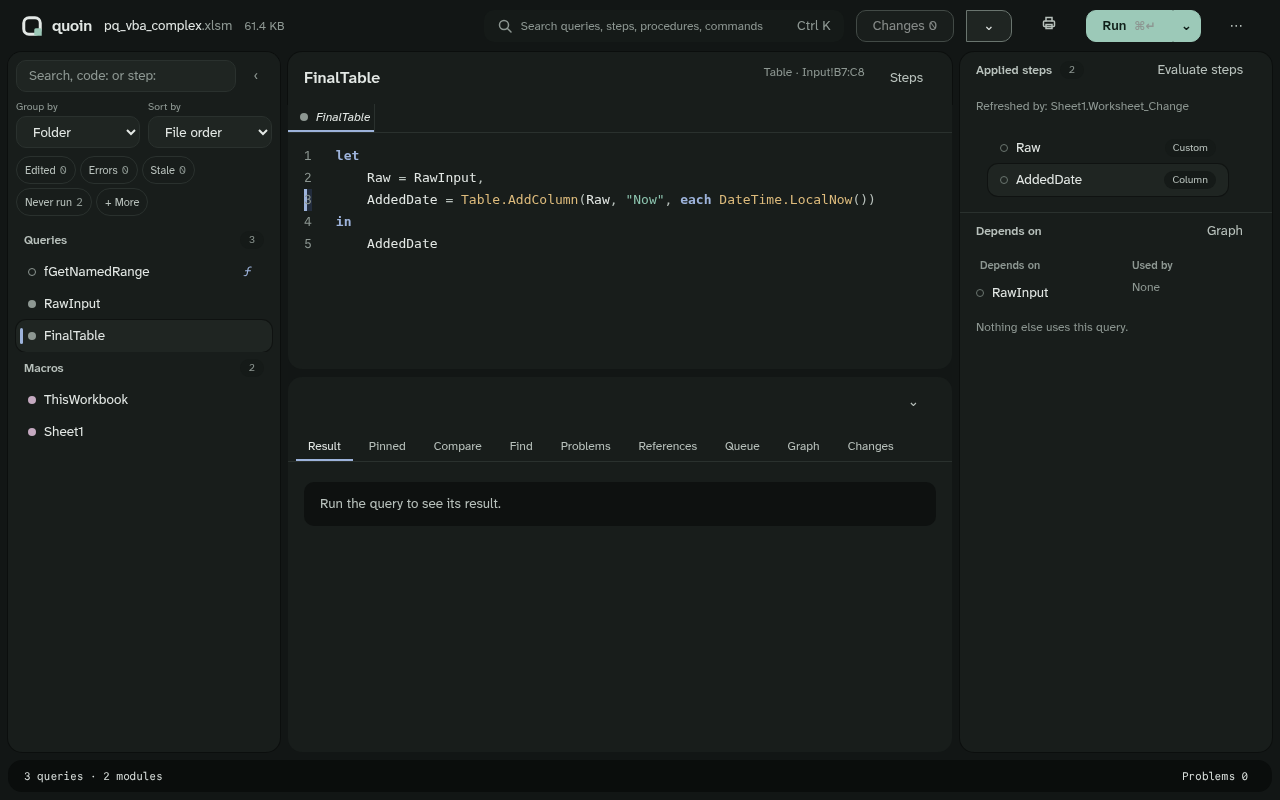 quoin pq_vba_complex.xlsm 61.4 KB Search queries, steps, procedures, commands Ctrl K Changes 0 Run ⌘↵ ⋯
Search, code: or step:
Group by Sort by
Folder File order
Edited 0 Errors 0 Stale 0
Never run 2 + More
Queries 3
fGetNamedRange ƒ
RawInput
FinalTable
Macros 2
ThisWorkbook
Sheet1
FinalTable Table · Input!B7:C8 Steps
FinalTable
1 let
2 Raw = RawInput,
3 AddedDate = Table.AddColumn(Raw, "Now", each DateTime.LocalNow())
4 in
5 AddedDate
Result Pinned Compare Find Problems References Queue Graph Changes
Run the query to see its result.
Applied steps 2 Evaluate steps
Refreshed by: Sheet1.Worksheet_Change
Raw Custom
AddedDate Column
Depends on Graph
Depends on Used by
RawInput None
Nothing else uses this query.
3 queries · 2 modules Problems 0